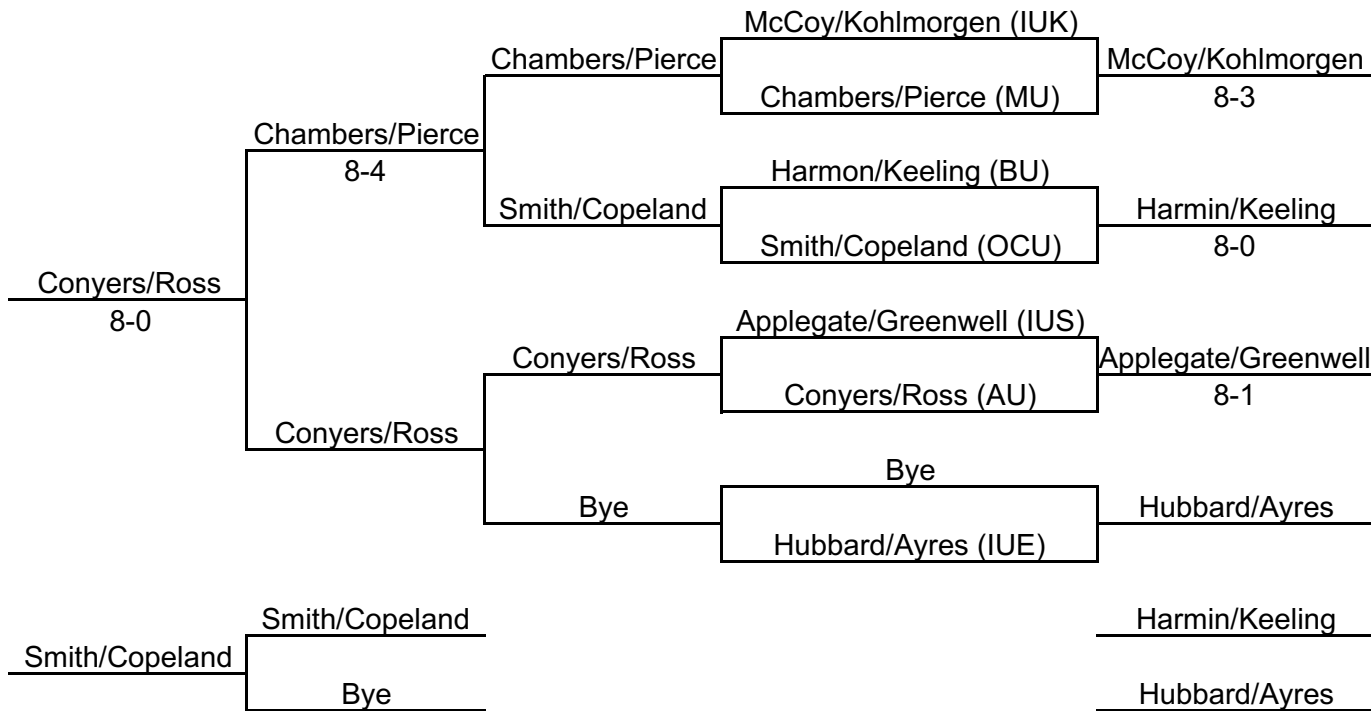 McCoy/Kohlmorgen (IUK)
Chambers/Pierce
McCoy/Kohlmorgen
Chambers/Pierce (MU)
8-3
Chambers/Pierce
8-4
Harmon/Keeling (BU)
Smith/Copeland
Harmin/Keeling
Smith/Copeland (OCU)
8-0
Conyers/Ross
8-0
Applegate/Greenwell (IUS)
Conyers/Ross
Applegate/Greenwell
Conyers/Ross (AU)
8-1
Conyers/Ross
Bye
Bye
Hubbard/Ayres
Hubbard/Ayres (IUE)
Smith/Copeland
Harmin/Keeling
Smith/Copeland
Bye
Hubbard/Ayres